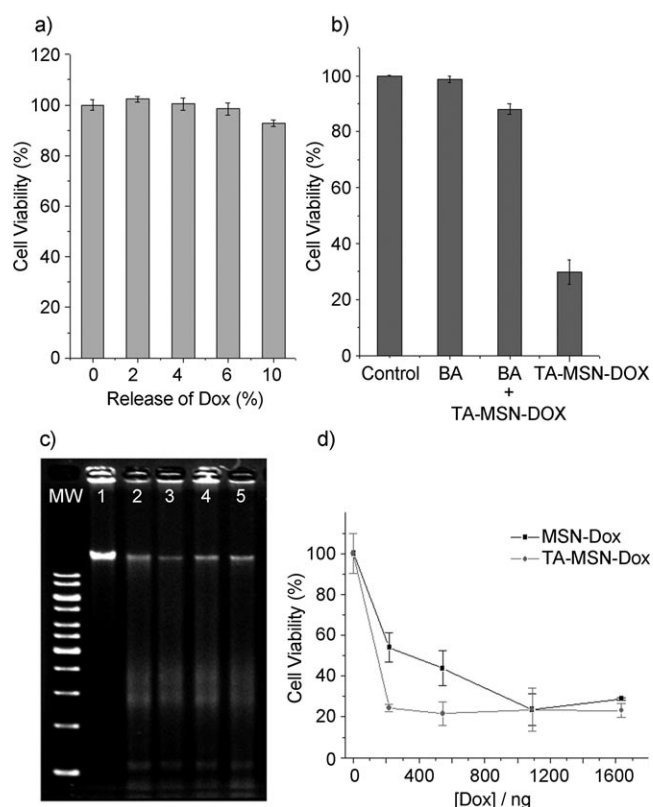 a)
120
100
80
60
40
20
0
Cell Viability (%)
0 2 4 6 10
Release of Dox (%)
b)
100
80
60
40
20
0
Cell Viability (%)
Control BA BA TA-MSN-DOX
+
TA-MSN-DOX
c)
MW 1 2 3 4 5
d)
MSN-Dox
TA-MSN-Dox
100
80
60
40
20
0
Cell Viability (%)
0 400 800 1200 1600
[Dox] / ng